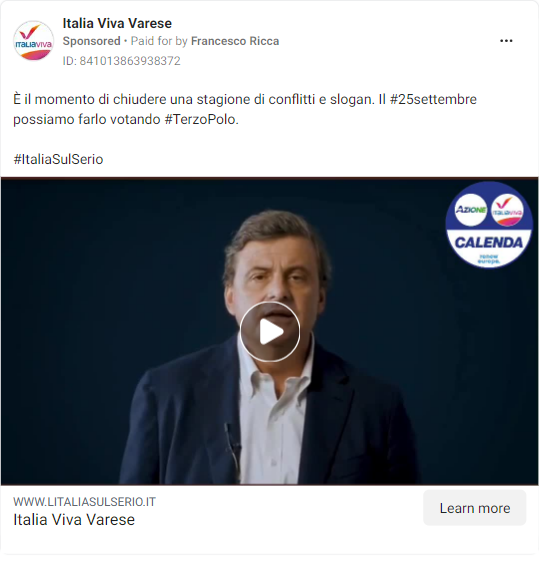 Italia Viva Varese
Sponsored • Paid for by Francesco Ricca
ID: 841013863938372
È il momento di chiudere una stagione di conflitti e slogan. Il #25settembre
possiamo farlo votando #TerzoPolo.
#ItaliaSulSerio
ITALIAVIVA
AZIONE
ITALIAVIVA
CALENDA
renew
europe.
WWW.LITALIASULSERIO.IT
Italia Viva Varese
Learn more